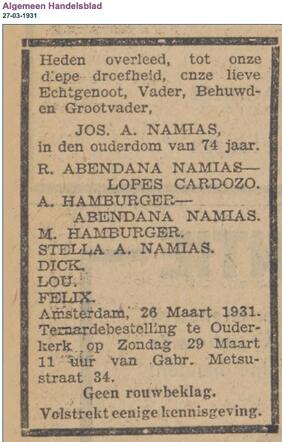 Algemeen Handelsblad
27-03-1931
Heden overleed, tot onze
diepe droefheid, onze lieve
Echtgenoot, Vader, Behuwd-
en Grootvader,
JOS. A. NAMIAS,
in den ouderdom van 74 jaar.
R. ABENDANA NAMIAS—
LOPES CARDOZO.
A. HAMBURGER—
ABENDANA NAMIAS.
M. HAMBURGER.
STELLA A. NAMIAS.
DICK.
LOU.
FELIX.
Amsterdam, 26 Maart 1931.
Ternardebestelling te Ouder-
kerk op Zondag 29 Maart
11 uur van Gabr. Metsu-
straat 34.
Geen rouwbeklag.
Volstrekt eenige kennisgeving.